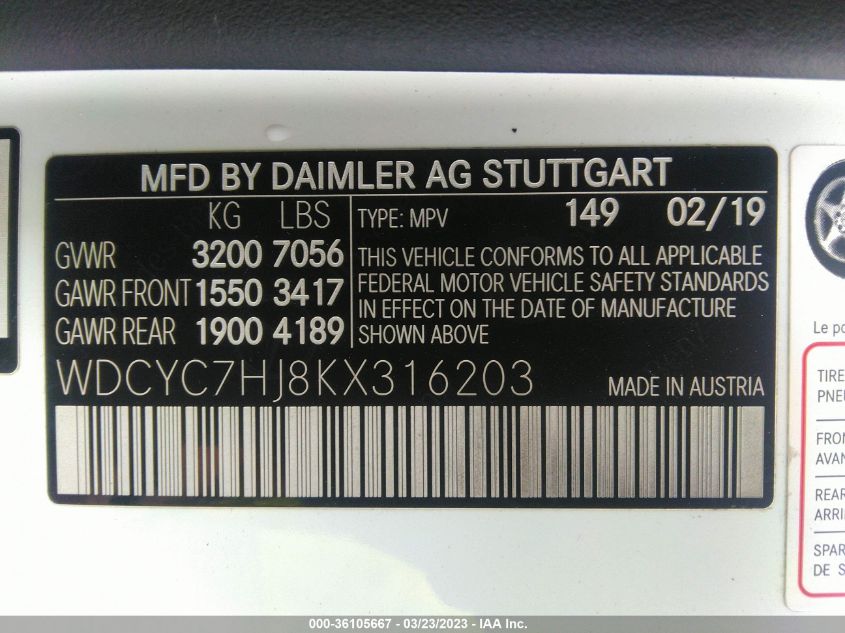 MFD BY DAIMLER AG STUTTGART
KG LBS
GVWR 3200 7056
GAWR FRONT 1550 3417
GAWR REAR 1900 4189
TYPE: MPV 149 02/19
THIS VEHICLE CONFORMS TO ALL APPLICABLE
FEDERAL MOTOR VEHICLE SAFETY STANDARDS
IN EFFECT ON THE DATE OF MANUFACTURE
SHOWN ABOVE
WDCYC7HJ8KX316203 MADE IN AUSTRIA
Le
TIRE
FRON
AVAN
REAR
ARRI
SPAR
DE S
000-36105667 - 03/23/2023 - IAA Inc.